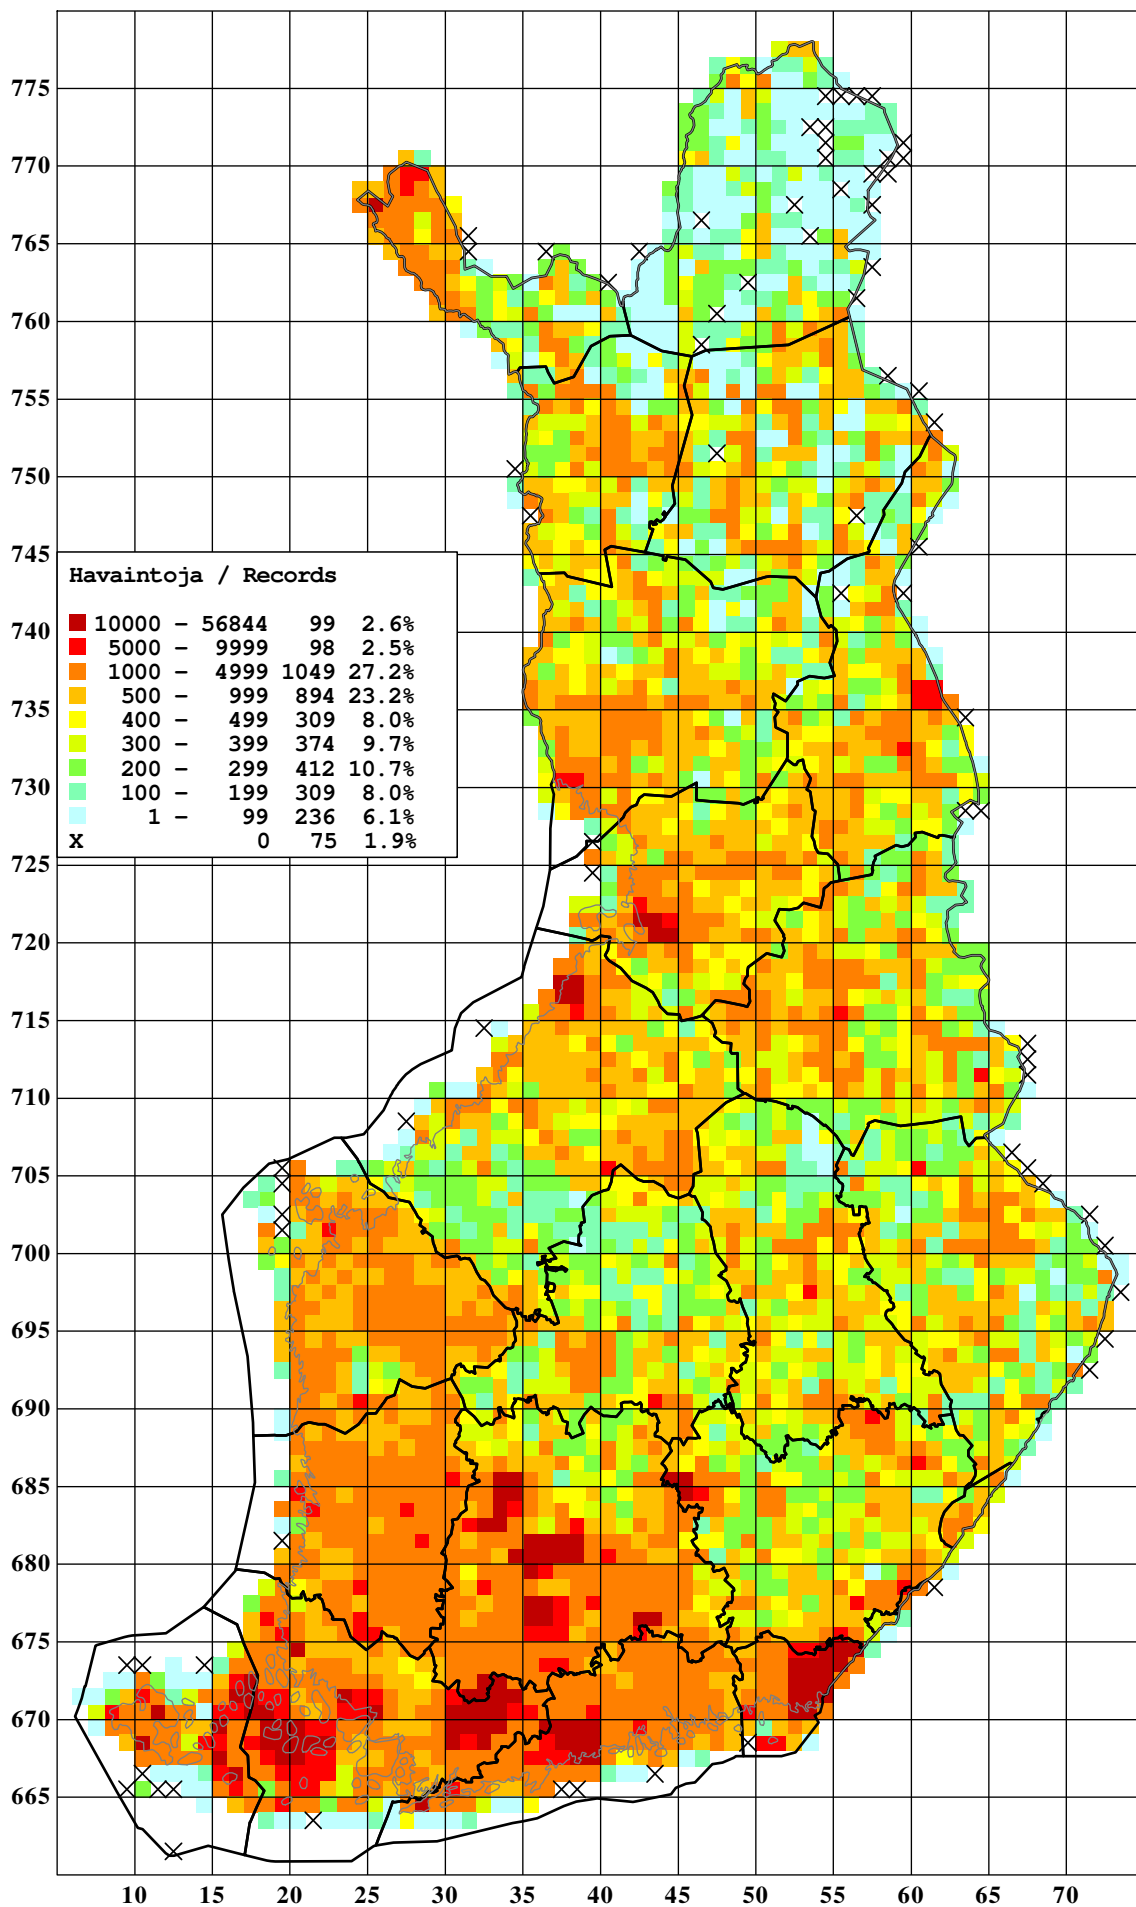 775
770
765
760
755
750
745
Havaintoja / Records
10000 – 56844 99 2.6%
5000 – 9999 98 2.5%
1000 – 4999 1049 27.2%
500 – 999 894 23.2%
400 – 499 309 8.0%
300 – 399 374 9.7%
200 – 299 412 10.7%
100 – 199 309 8.0%
1 – 99 236 6.1%
X 0 75 1.9%
740
735
730
725
720
715
710
705
700
695
690
685
680
675
670
665
10 15 20 25 30 35 40 45 50 55 60 65 70